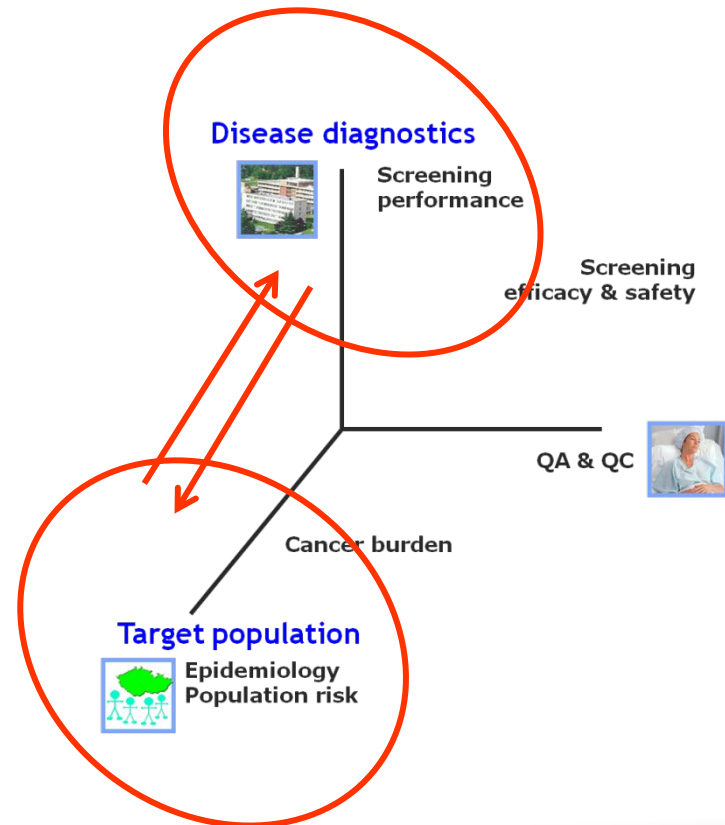 Disease diagnostics
Screening
performance
Screening
efficacy & safety
QA & QC
Cancer burden
Target population
Epidemiology
Population risk